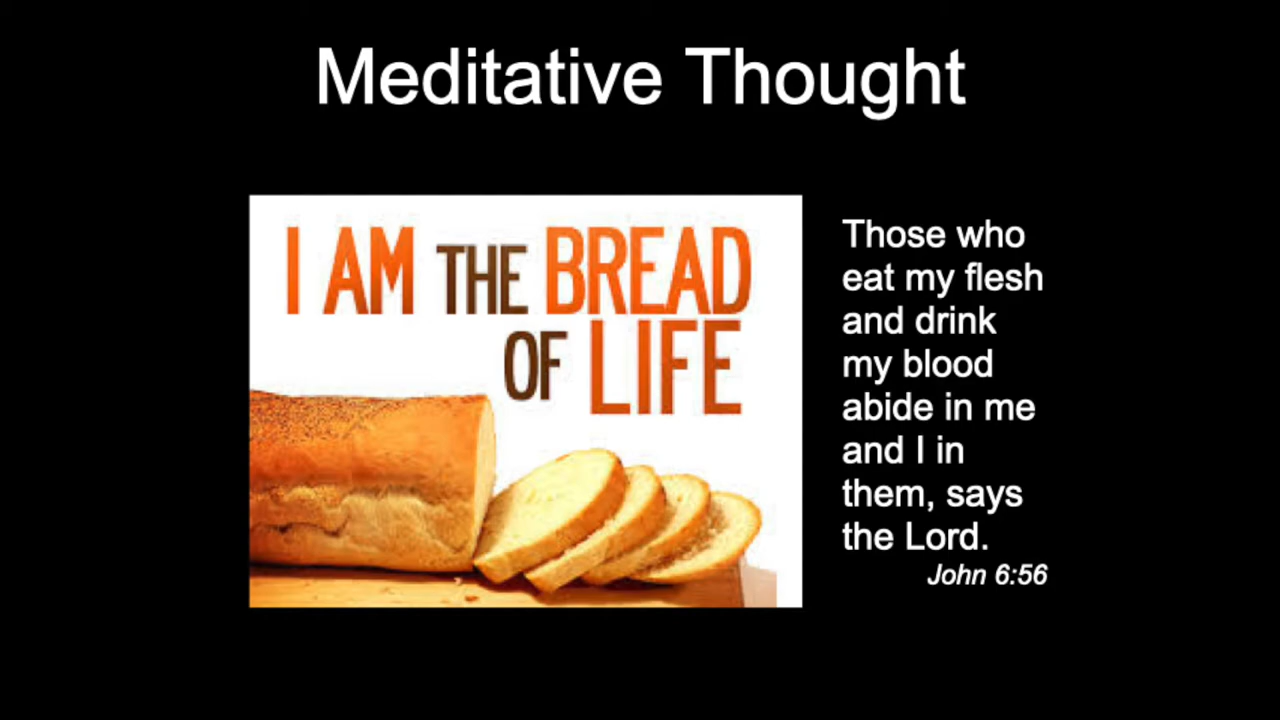 Meditative Thought
I AM THE BREAD
OF LIFE
Those who
eat my flesh
and drink
my blood
abide in me
and I in
them, says
the Lord.
John 6:56